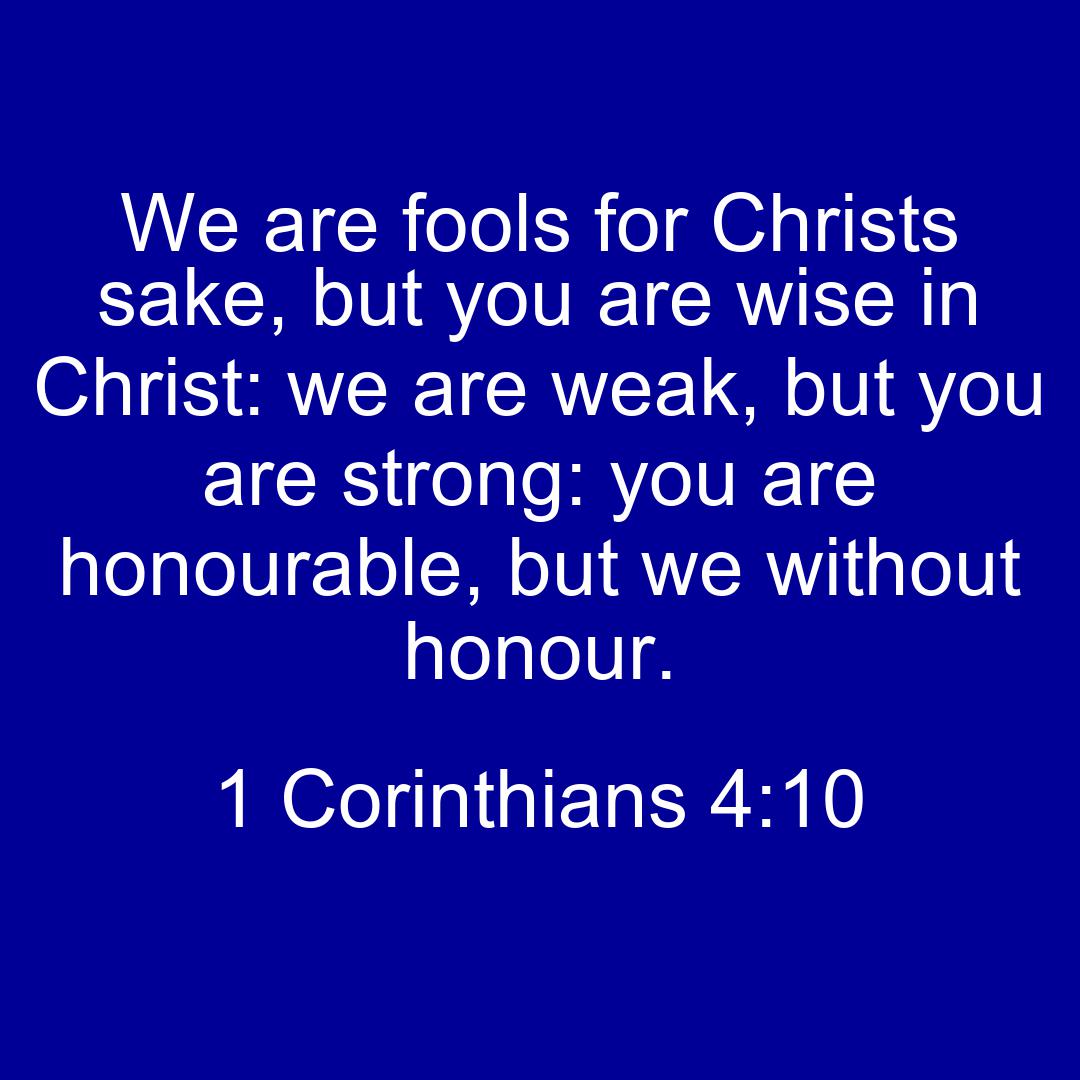 We are fools for Christs
sake, but you are wise in
Christ: we are weak, but you
are strong: you are
honourable, but we without
honour.
1 Corinthians 4:10